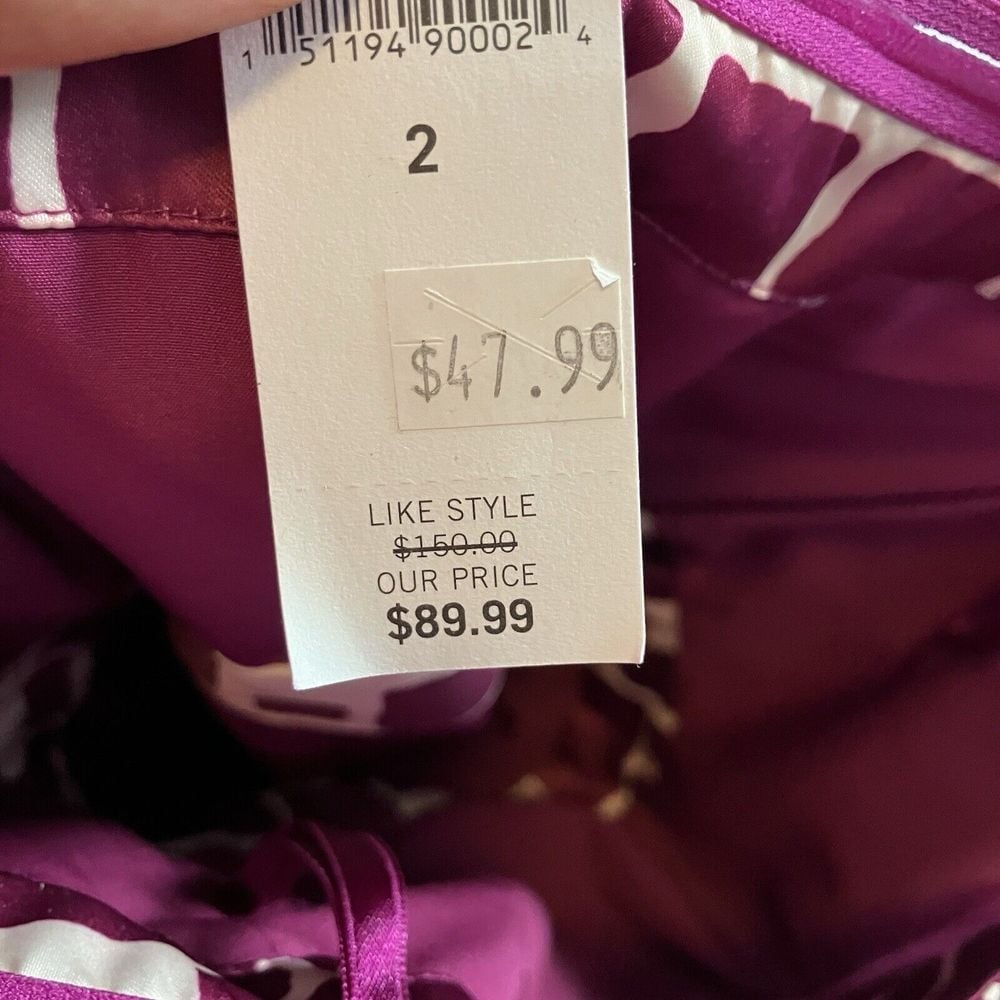 1 51194 90002 4
2
$47.99
LIKE STYLE
$150.00
OUR PRICE
$89.99